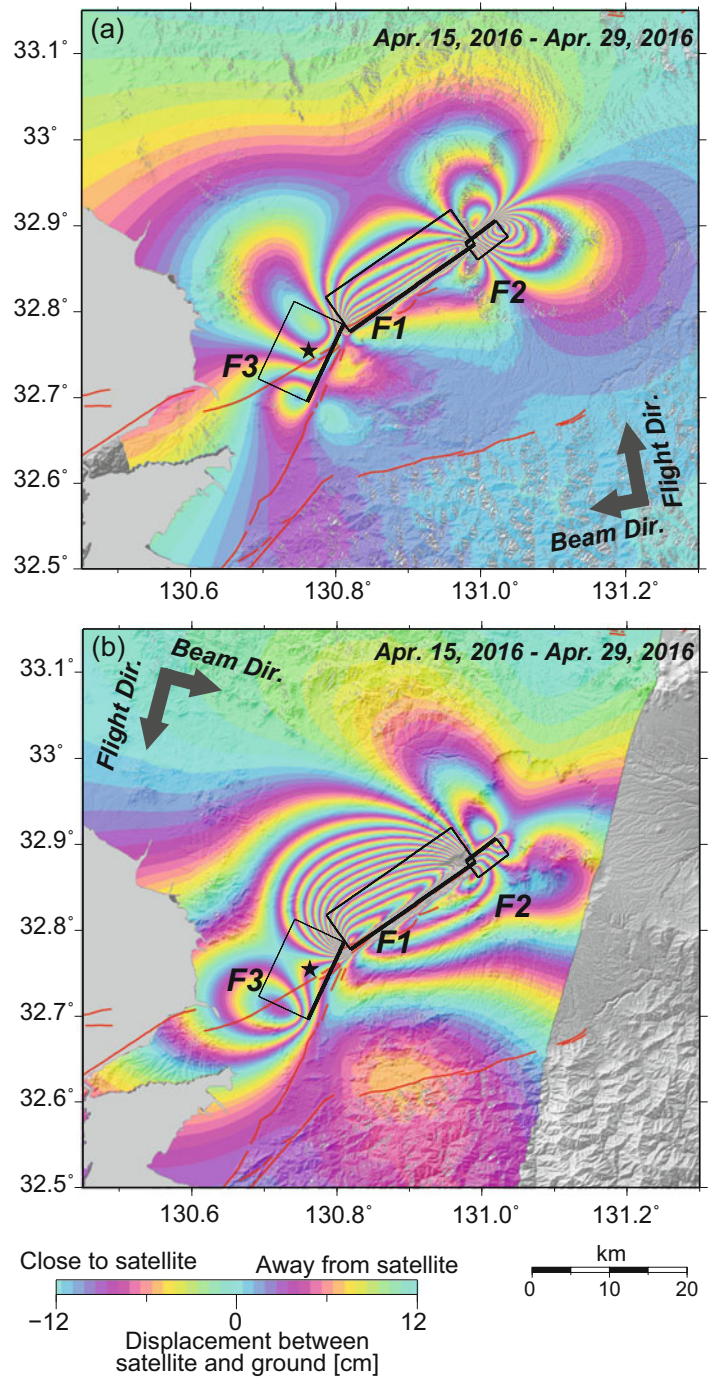 (a)
Apr. 15, 2016 - Apr. 29, 2016
33.1°
33°
32.9°
32.8°
32.7°
32.6°
32.5°
F2
F1
F3
Flight Dir.
Beam Dir.
130.6°
130.8°
131.0°
131.2°
(b)
Beam Dir.
Flight Dir.
Apr. 15, 2016 - Apr. 29, 2016
33.1°
33°
32.9°
32.8°
32.7°
32.6°
32.5°
F2
F1
F3
130.6°
130.8°
131.0°
131.2°
Close to satellite
Away from satellite
−12
0
12
Displacement between
satellite and ground [cm]
km
0
10
20